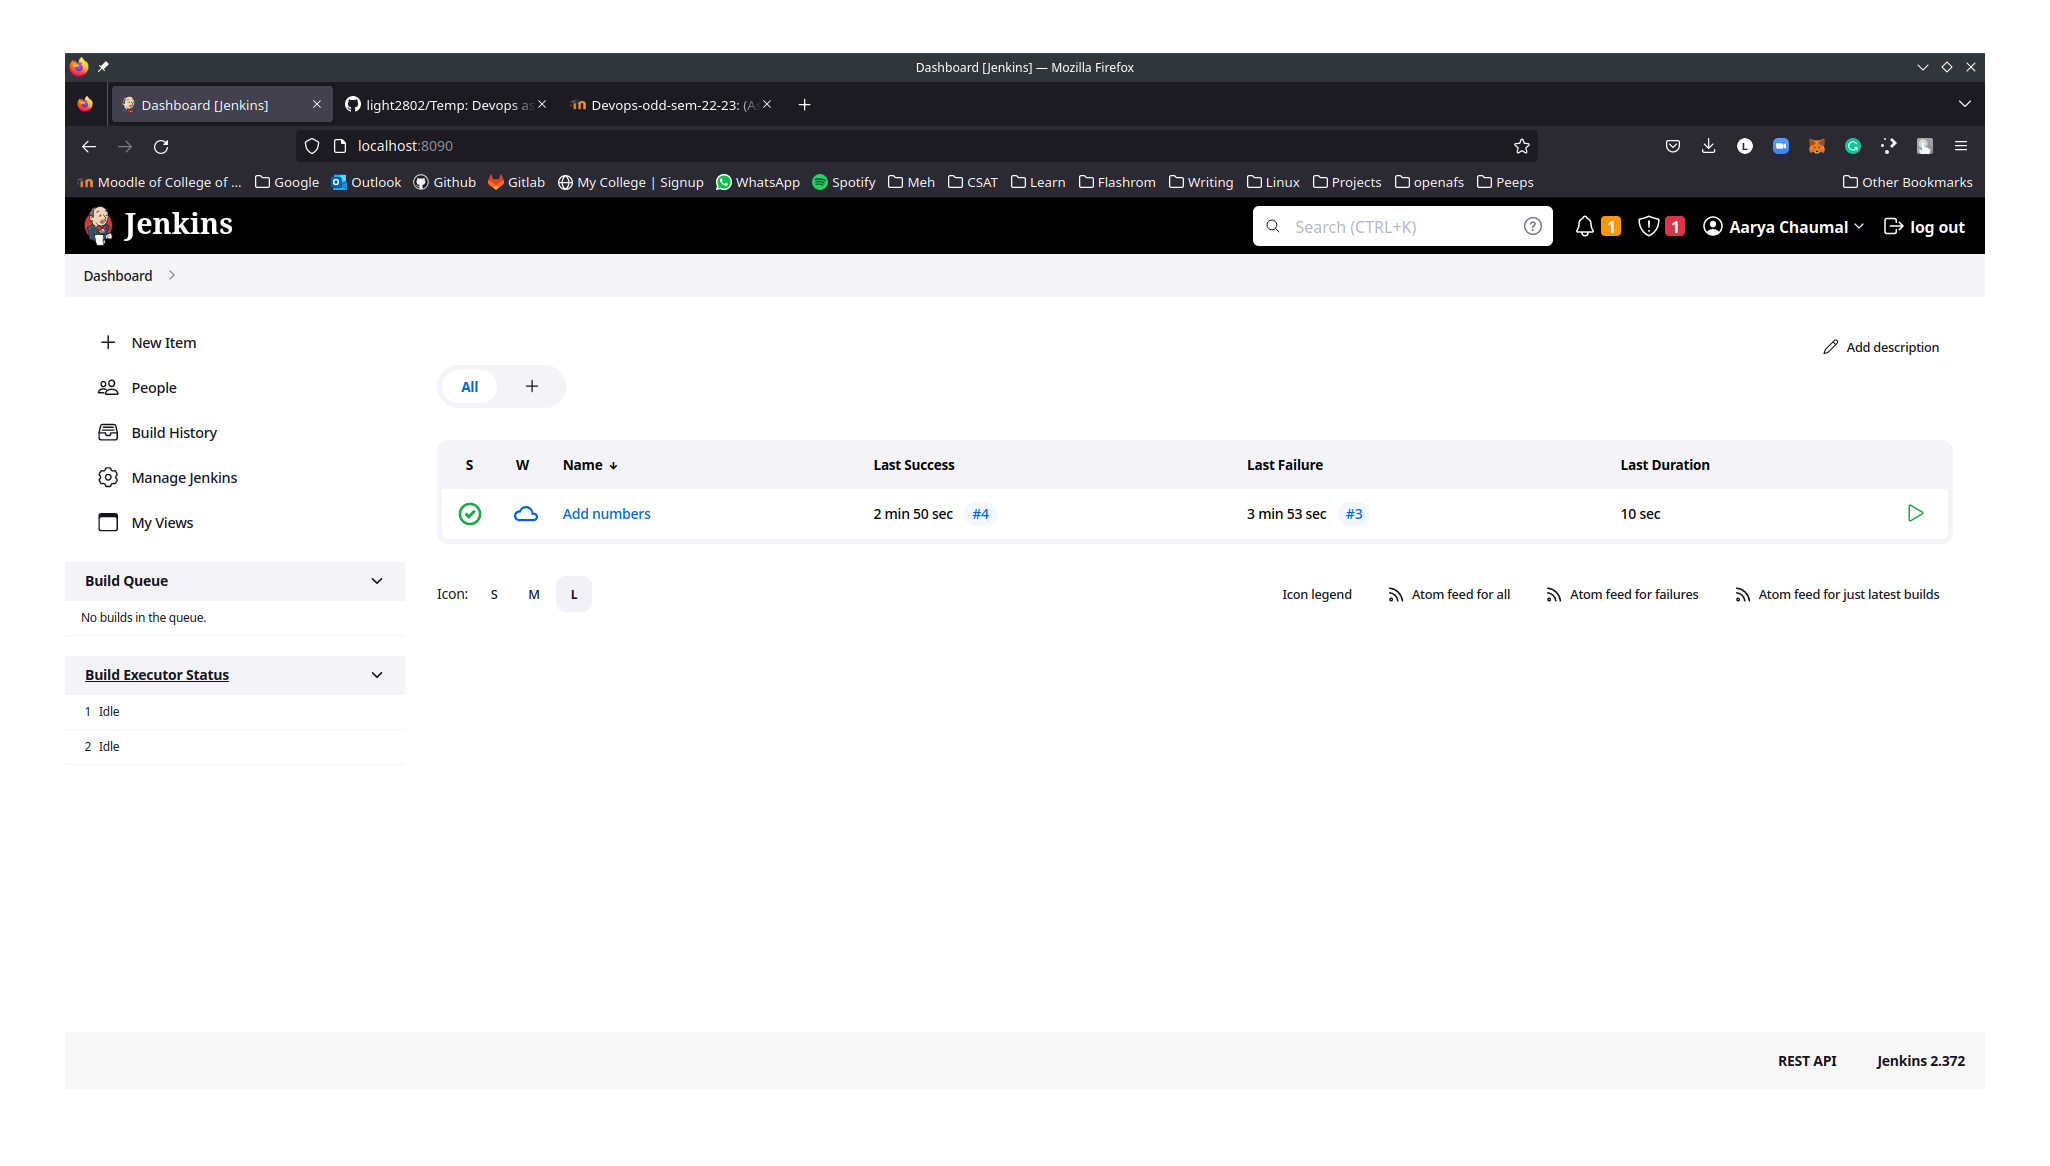 Dashboard [Jenkins] — Mozilla Firefox
Dashboard [Jenkins] light2802/Temp: Devops as Devops-odd-sem-22-23: (As
localhost:8090
Moodle of College of ... Google Outlook Github Gitlab My College | Signup WhatsApp Spotify Meh CSAT Learn Flashrom Writing Linux Projects openafs Peeps Other Bookmarks
Jenkins Search (CTRL+K) 1 1 Aarya Chaumal log out
Dashboard
New Item
People
Build History
Manage Jenkins
My Views
Build Queue
No builds in the queue.
Build Executor Status
1 Idle
2 Idle
Add description
All +
S W Name ↓ Last Success Last Failure Last Duration
Add numbers 2 min 50 sec #4 3 min 53 sec #3 10 sec
Icon: S M L Icon legend Atom feed for all Atom feed for failures Atom feed for just latest builds
REST API Jenkins 2.372